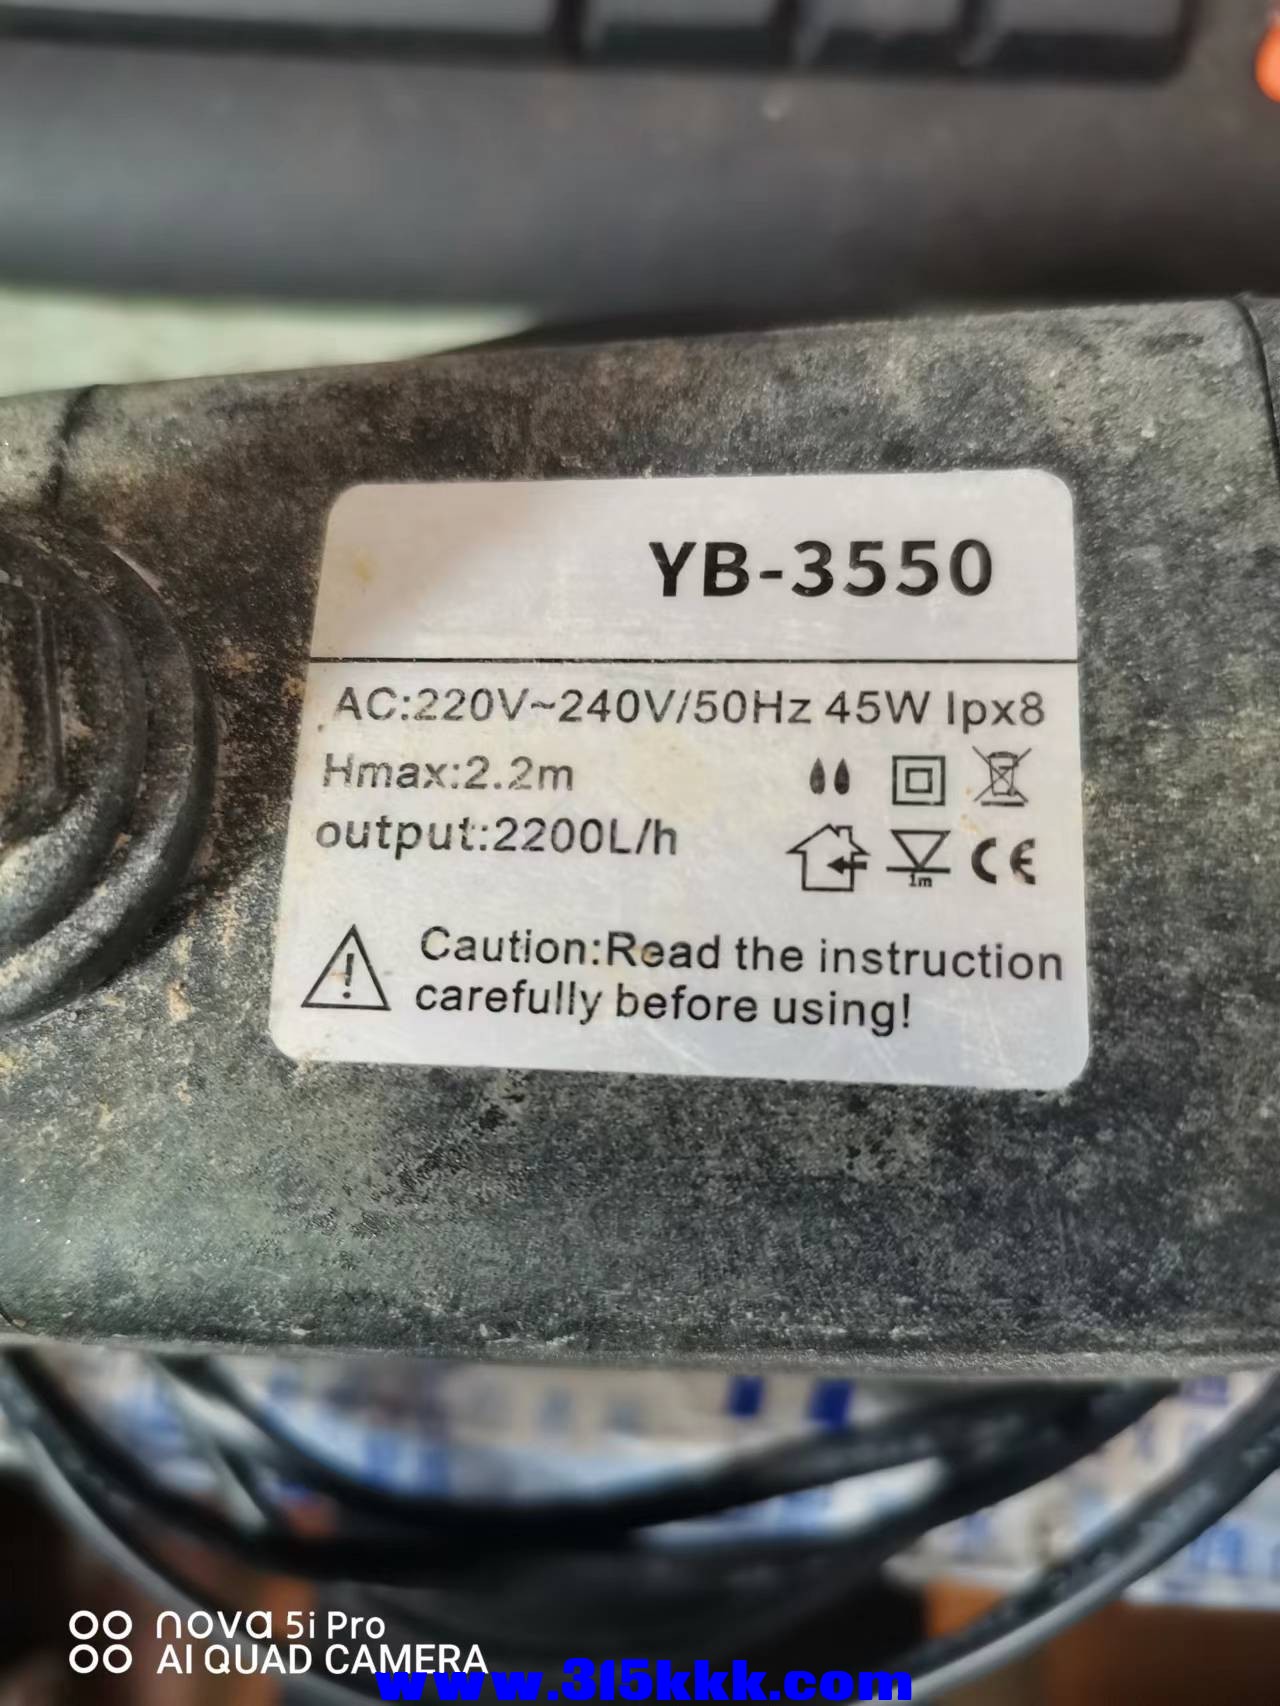 YB-3550
AC:220V~240V/50Hz 45W Ipx8
Hmax:2.2m
output:2200L/h
1m
CE
Caution:Read the instruction
carefully before using!
nova 5i Pro
AI QUAD CAMERA
www.315kkk.com